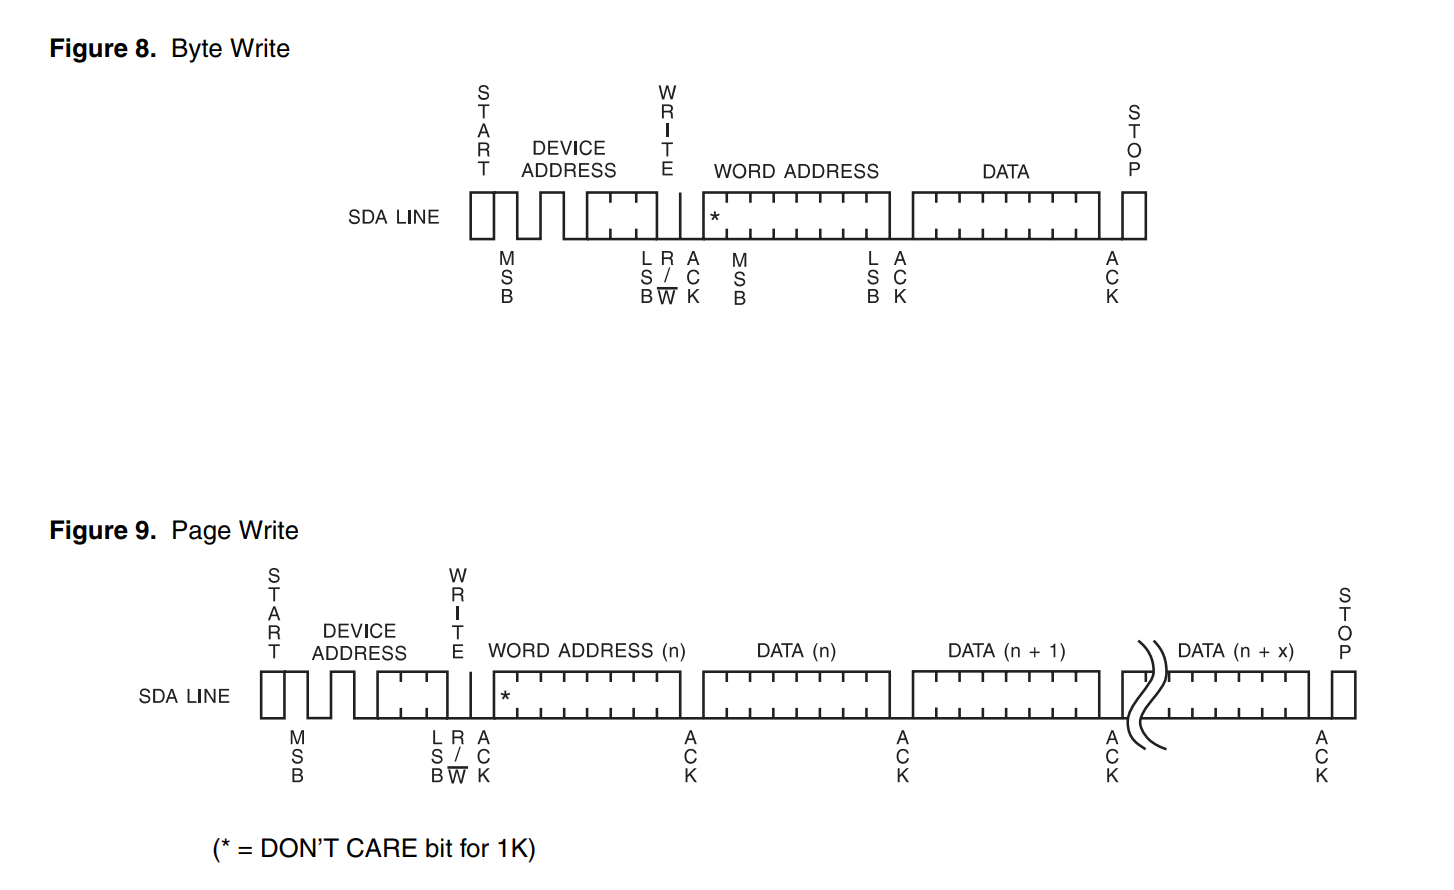 Figure 8. Byte Write
START
WRITE
STOP
DEVICE
ADDRESS
WORD ADDRESS
DATA
SDA LINE
*
MSB
LSB
R/W
ACK
MSB
LSB
ACK
ACK
Figure 9. Page Write
START
WRITE
STOP
DEVICE
ADDRESS
WORD ADDRESS (n)
DATA (n)
DATA (n + 1)
DATA (n + x)
SDA LINE
*
MSB
LSB
R/W
ACK
ACK
ACK
ACK
ACK
(* = DON'T CARE bit for 1K)